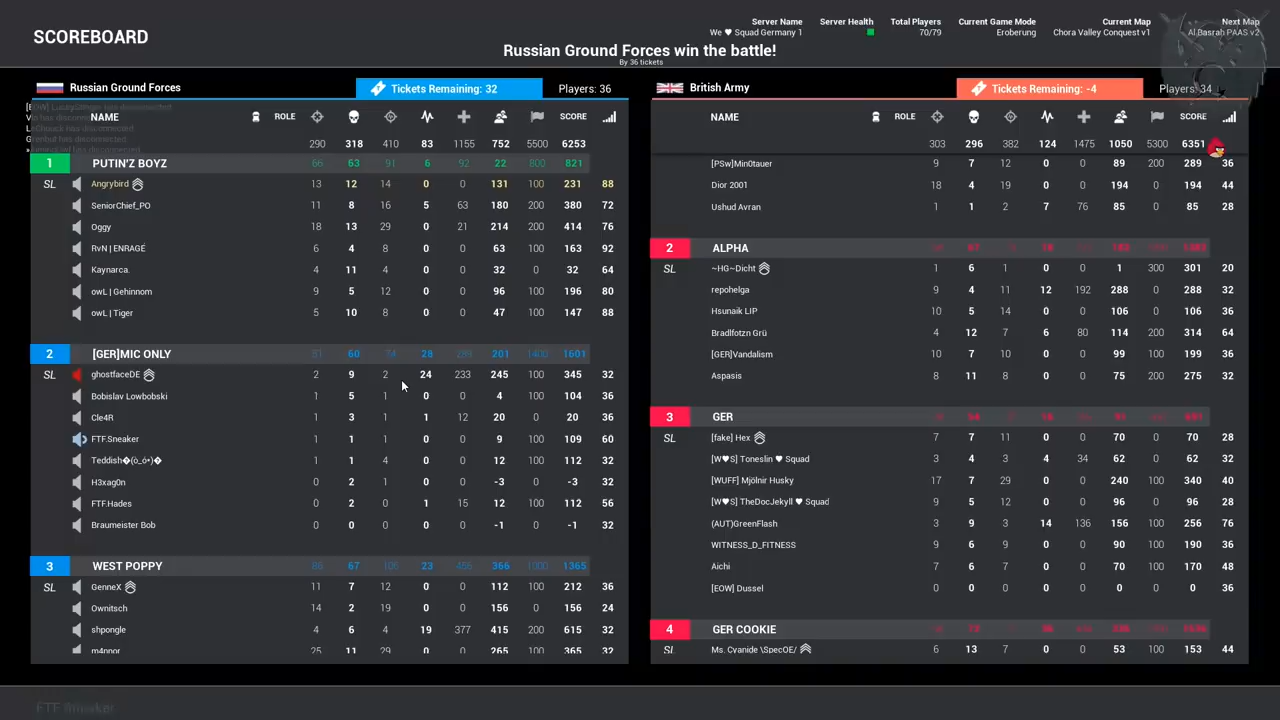 SCOREBOARD
Server Name
We ♥ Squad Germany 1
Server Health
Total Players
70/79
Current Game Mode
Eroberung
Current Map
Chora Valley Conquest v1
Next Map
Al Basrah PAAS v2
Russian Ground Forces win the battle!
By 36 tickets
Russian Ground Forces
Tickets Remaining: 32
Players: 36
NAME ROLE SCORE
290 318 410 83 1155 752 5500 6253
1 PUTIN'Z BOYZ 66 63 91 6 92 22 800 821
SL Angrybird 13 12 14 0 0 131 100 231 88
SeniorChief_PO 11 8 16 5 63 180 200 380 72
Oggy 18 13 29 0 21 214 200 414 76
RvN | ENRAGÉ 6 4 8 0 0 63 100 163 92
Kaynarca. 4 11 4 0 0 32 0 32 64
owL | Gehinnom 9 5 12 0 0 96 100 196 80
owL | Tiger 5 10 8 0 0 47 100 147 88
2 [GER]MIC ONLY 60 28 201 1400 1601
SL ghostfaceDE 2 9 2 24 233 245 100 345 32
Bobislav Lowbobski 1 5 1 0 0 4 100 104 36
Cle4R 1 3 1 1 12 20 0 20 36
FTF.Sneaker 1 1 1 0 0 9 100 109 60
Teddish�(ò_ó•)� 1 1 4 0 0 12 100 112 32
H3xag0n 0 2 1 0 0 -3 0 -3 32
FTF.Hades 0 2 0 1 15 12 100 112 56
Braumeister Bob 0 0 0 0 0 -1 0 -1 32
3 WEST POPPY 67 23 366 1000 1365
SL GenneX 11 7 12 0 0 112 100 212 36
Ownitsch 14 2 19 0 0 156 0 156 24
shpongle 4 6 4 19 377 415 200 615 32
m4nnor 25 11 29 0 0 265 100 365 32
British Army
Tickets Remaining: -4
Players: 34
NAME ROLE SCORE
303 296 382 124 1475 1050 5300 6351
[PSw]Min0tauer 9 7 12 0 0 89 200 289 36
Dior 2001 18 4 19 0 0 194 0 194 44
Ushud Avran 1 1 2 7 76 85 0 85 28
2 ALPHA
SL ~HG~Dicht 1 6 1 0 0 1 300 301 20
repohelga 9 4 11 12 192 288 0 288 32
Hsunaik LIP 10 5 14 0 0 106 0 106 36
Bradlfotzn Grü 4 12 7 6 80 114 200 314 64
[GER]Vandalism 10 7 10 0 0 99 100 199 36
Aspasis 8 11 8 0 0 75 200 275 32
3 GER
SL [fake] Hex 7 7 11 0 0 70 0 70 28
[W♥S] Toneslin ♥ Squad 3 4 3 4 34 62 0 62 32
[WUFF] Mjölnir Husky 17 7 29 0 0 240 100 340 40
[W♥S] TheDocJekyll ♥ Squad 9 5 12 0 0 96 0 96 28
(AUT)GreenFlash 3 9 3 14 136 156 100 256 76
WITNESS_D_FITNESS 9 6 9 0 0 90 100 190 36
Aichi 7 6 7 0 0 70 100 170 48
[EOW] Dussel 0 0 0 0 0 0 0 0 36
4 GER COOKIE
SL Ms. Cyanide \SpecOE/ 6 13 7 0 0 53 100 153 44
FTF.Sneaker